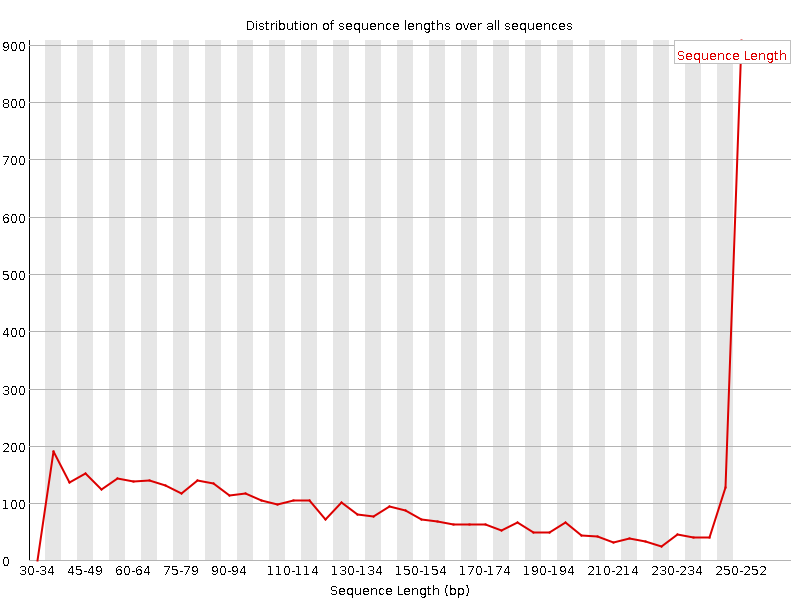 Distribution of sequence lengths over all sequences
Sequence Length
900
800
700
600
500
400
300
200
100
0
30-34 45-49 60-64 75-79 90-94 110-114 130-134 150-154 170-174 190-194 210-214 230-234 250-252
Sequence Length (bp)